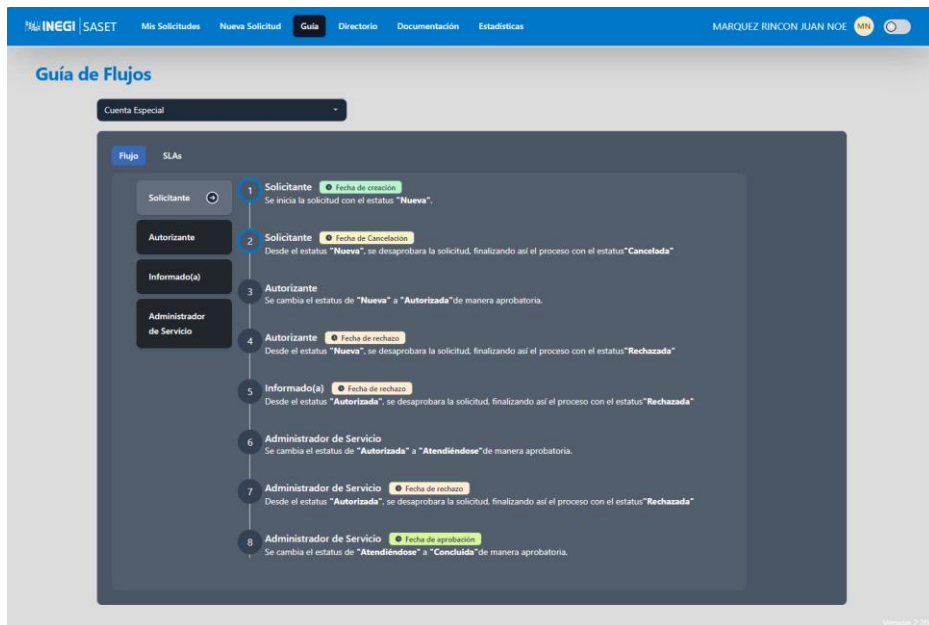 INEGI SASET Mis Solicitudes Nueva Solicitud Guía Directorio Documentación Estadísticas MARQUEZ RINCON JUAN NOE MN
Guía de Flujos
Cuenta Especial
Flujo SLAs
Solicitante
Autorizante
Informado(a)
Administrador
de Servicio
1 Solicitante Fecha de creación
Se inicia la solicitud con el estatus "Nueva".
2 Solicitante Fecha de Cancelación
Desde el estatus "Nueva", se desaprobara la solicitud, finalizando así el proceso con el estatus"Cancelada"
3 Autorizante
Se cambia el estatus de "Nueva" a "Autorizada"de manera aprobatoria.
4 Autorizante Fecha de rechazo
Desde el estatus "Nueva", se desaprobara la solicitud, finalizando así el proceso con el estatus"Rechazada"
5 Informado(a) Fecha de rechazo
Desde el estatus "Autorizada", se desaprobara la solicitud, finalizando así el proceso con el estatus"Rechazada"
6 Administrador de Servicio
Se cambia el estatus de "Autorizada" a "Atendiéndose"de manera aprobatoria.
7 Administrador de Servicio Fecha de rechazo
Desde el estatus "Autorizada", se desaprobara la solicitud, finalizando así el proceso con el estatus"Rechazada"
8 Administrador de Servicio Fecha de aprobación
Se cambia el estatus de "Atendiéndose" a "Concluida"de manera aprobatoria.